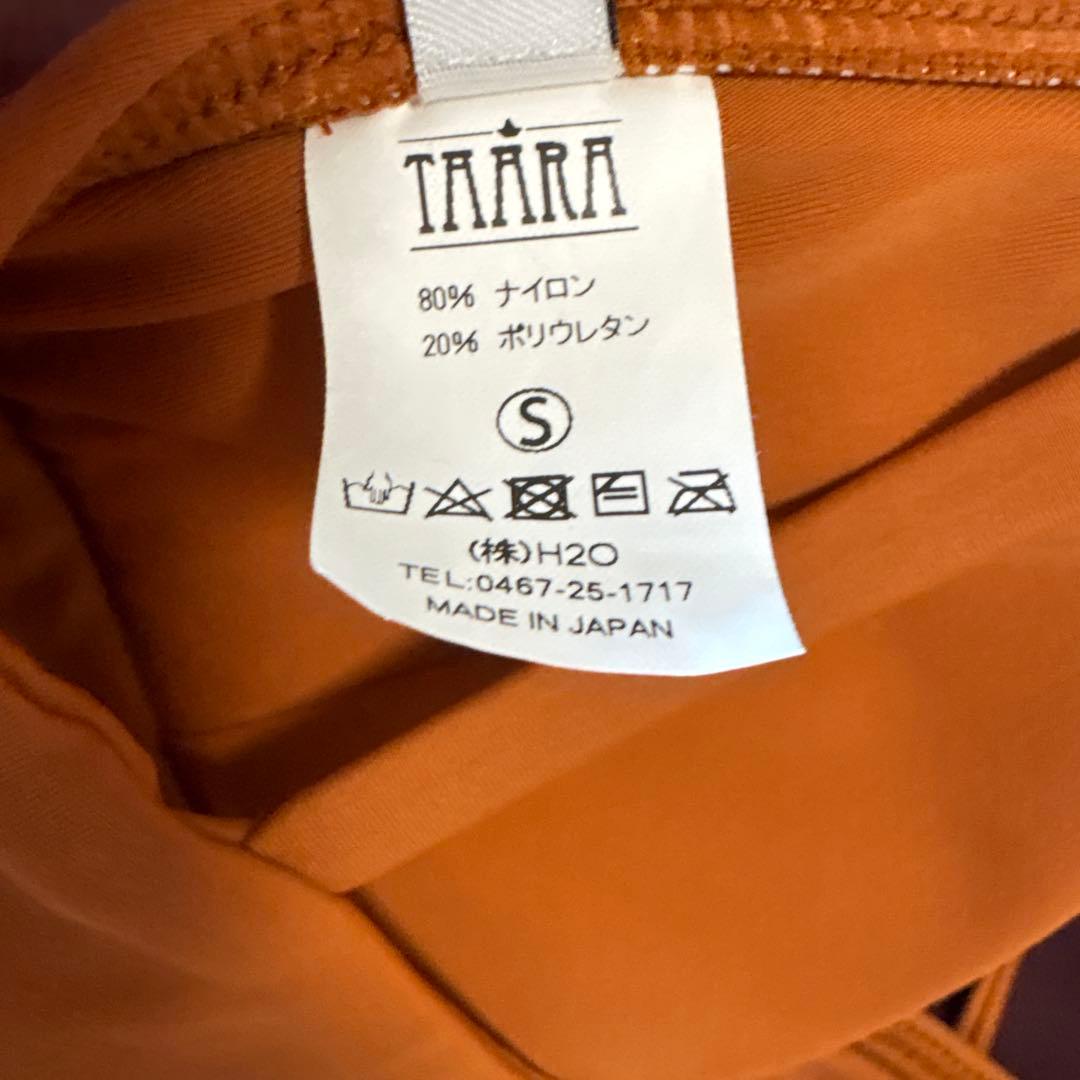 TAARA
80% ナイロン
20% ポリウレタン
S
(株)H2O
TEL:0467-25-1717
MADE IN JAPAN